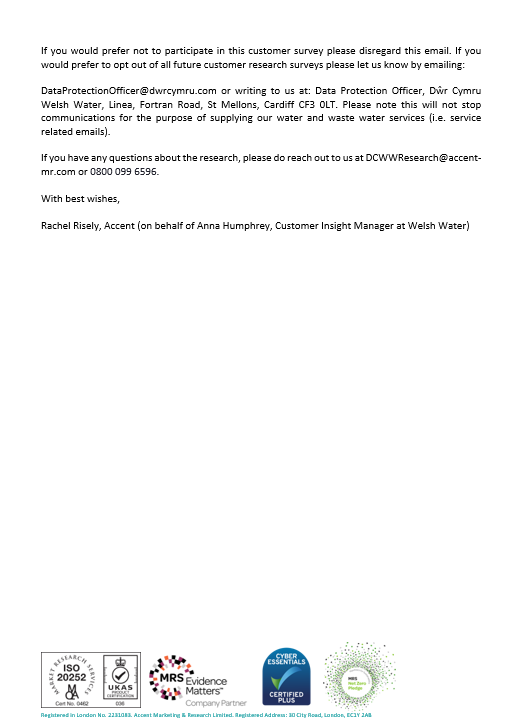 If you would prefer not to participate in this customer survey please disregard this email. If you
would prefer to opt out of all future customer research surveys please let us know by emailing:
DataProtectionOfficer@dwrcymru.com or writing to us at: Data Protection Officer, Dŵr Cymru
Welsh Water, Linea, Fortran Road, St Mellons, Cardiff CF3 0LT. Please note this will not stop
communications for the purpose of supplying our water and waste water services (i.e. service
related emails).
If you have any questions about the research, please do reach out to us at DCWWResearch@accent-
mr.com or 0800 099 6596.
With best wishes,
Rachel Risely, Accent (on behalf of Anna Humphrey, Customer Insight Manager at Welsh Water)
MARKET RESEARCH SERVICES
ISO
20252
MQA
Cert No. 0462
UKAS
PRODUCT
CERTIFICATION
036
MRS Evidence
Matters™
Company Partner
CYBER
ESSENTIALS
CERTIFIED
PLUS
MRS
Net Zero
Pledge
Registered in London No. 2231083. Accent Marketing & Research Limited. Registered Address: 30 City Road, London, EC1Y 2AB